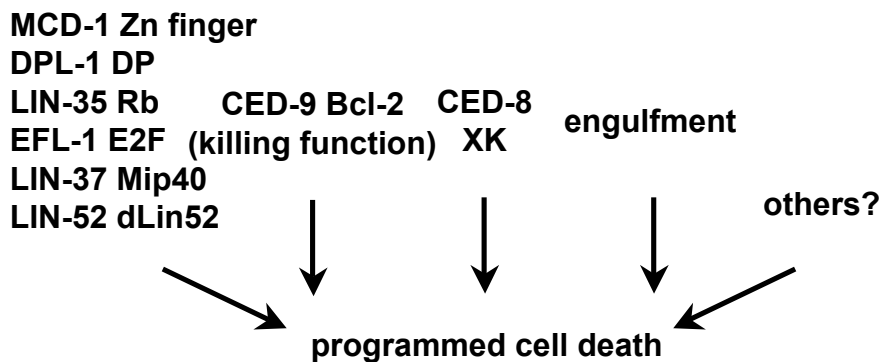 MCD-1 Zn finger
DPL-1 DP
LIN-35 Rb
EFL-1 E2F
LIN-37 Mip40
LIN-52 dLin52
CED-9 Bcl-2
(killing function)
CED-8
XK
engulfment
others?
programmed cell death